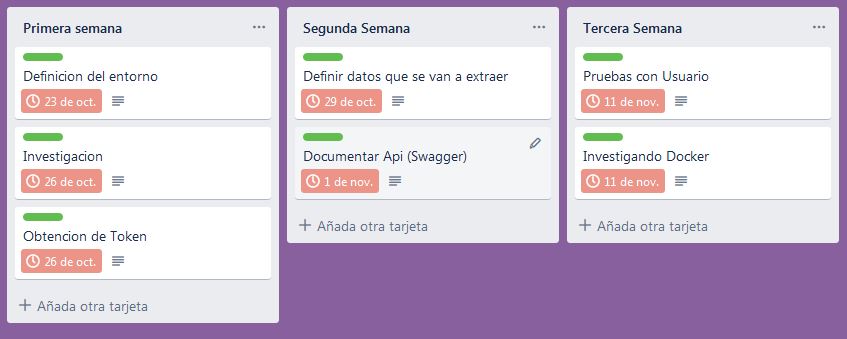 Primera semana
Definicion del entorno
23 de oct.
Investigacion
26 de oct.
Obtencion de Token
26 de oct.
Añada otra tarjeta
Segunda Semana
Definir datos que se van a extraer
29 de oct.
Documentar Api (Swagger)
1 de nov.
Añada otra tarjeta
Tercera Semana
Pruebas con Usuario
11 de nov.
Investigando Docker
11 de nov.
Añada otra tarjeta